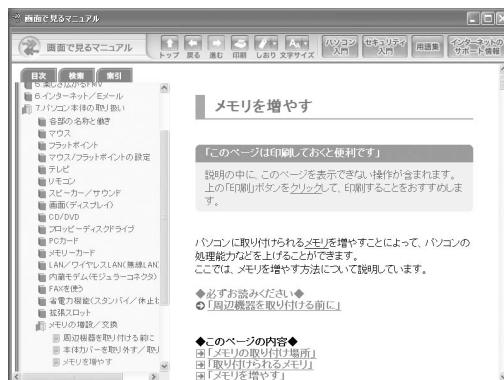 画面で見るマニュアル
画面で見るマニュアル
トップ 戻る 進む 印刷 しおり 文字サイズ
パソコン入門 セキュリティ入門 用語集 インターネットのサポート情報
目次 検索 索引
6.楽しさ広がるFMV
6.インターネット/Eメール
7.パソコン本体の取り扱い
各部の名称と働き
マウス
フラットポイント
マウス/フラットポイントの設定
テレビ
リモコン
スピーカー/サウンド
画面(ディスプレイ)
CD/DVD
フロッピーディスクドライブ
PCカード
メモリーカード
LAN/ワイヤレスLAN(無線LAN
内蔵モデム(モジュラーコネクタ)
FAXを使う
省電力機能(スタンバイ/休止状
拡張スロット
メモリの増設/交換
周辺機器を取り付ける前に
本体カバーを取り外す/取り
メモリを増やす
メモリを増やす
「このページは印刷しておくと便利です」
説明の中に、このページを表示できない操作が含まれます。
上の「印刷」ボタンをクリックして、印刷することをおすすめしま
す。
パソコンに取り付けられるメモリを増やすことによって、パソコンの
処理能力などを上げることができます。
ここでは、メモリを増やす方法について説明しています。
◆必ずお読みください◆
「周辺機器を取り付ける前に」
◆このページの内容◆
「メモリの取り付け場所」
「取り付けられるメモリ」
「メモリを増やす」